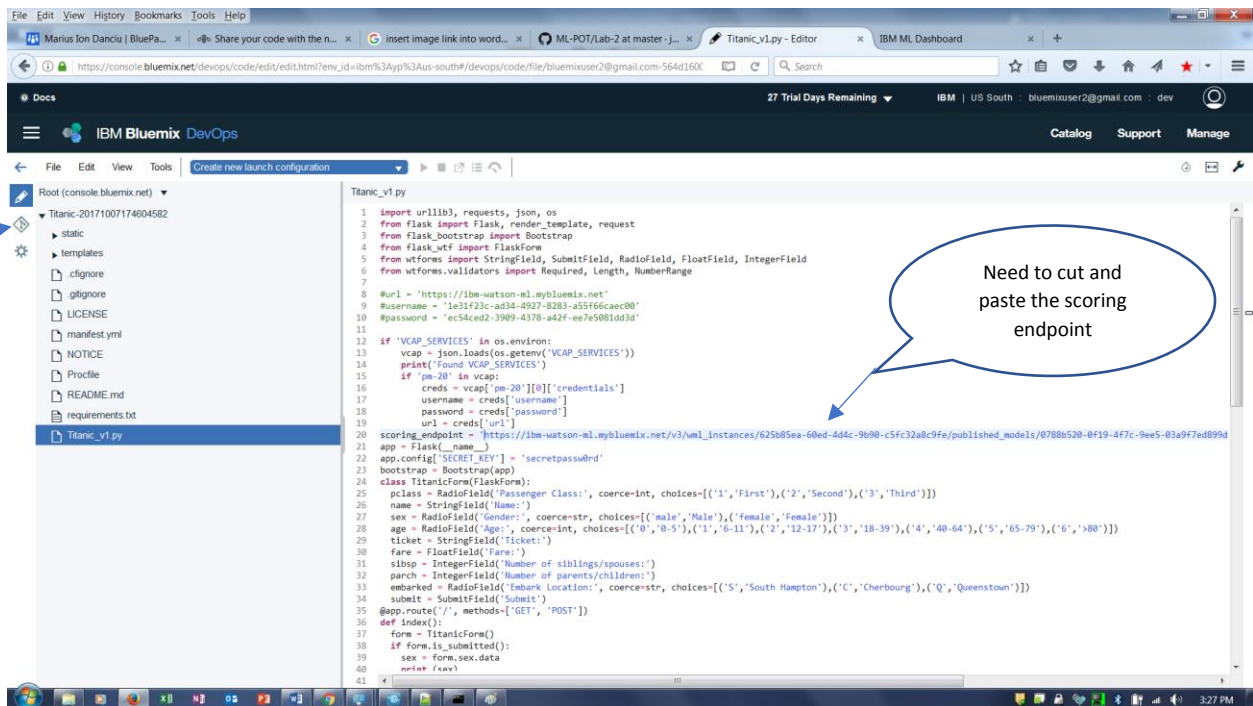 File Edit View History Bookmarks Tools Help
Marius Ion Danciu | BluePa... × Share your code with the n... × insert image link into word... × ML-POT/Lab-2 at master · j... × Titanic_v1.py - Editor × IBM ML Dashboard × +
https://console.bluemix.net/devops/code/edit/edit.html?env_id=ibm%3Ayp%3Aus-south#/devops/code/file/bluemixuser2@gmail.com-564d160C Search
Docs 27 Trial Days Remaining IBM | US South : bluemixuser2@gmail.com : dev
IBM Bluemix DevOps Catalog Support Manage
File Edit View Tools Create new launch configuration
Root (console.bluemix.net)
Titanic-20171007174604582
static
templates
.cfignore
.gitignore
LICENSE
manifest.yml
NOTICE
Procfile
README.md
requirements.txt
Titanic_v1.py
Titanic_v1.py
1 import urllib3, requests, json, os
2 from flask import Flask, render_template, request
3 from flask_bootstrap import Bootstrap
4 from flask_wtf import FlaskForm
5 from wtforms import StringField, SubmitField, RadioField, FloatField, IntegerField
6 from wtforms.validators import Required, Length, NumberRange
7
8 #url = 'https://ibm-watson-ml.mybluemix.net'
9 #username = '1e31f23c-ad34-4927-8283-a55f66caec00'
10 #password = 'ec54ced2-3909-4378-a42f-ee7e5081dd3d'
11
12 if 'VCAP_SERVICES' in os.environ:
13 vcap = json.loads(os.getenv('VCAP_SERVICES'))
14 print('Found VCAP_SERVICES')
15 if 'pm-20' in vcap:
16 creds = vcap['pm-20'][0]['credentials']
17 username = creds['username']
18 password = creds['password']
19 url = creds['url']
20 scoring_endpoint = 'https://ibm-watson-ml.mybluemix.net/v3/wml_instances/625b85ea-60ed-4d4c-9b90-c5fc32a8c9fe/published_models/0788b520-0f19-4f7c-9ee5-03a9f7ed899d
21 app = Flask(__name__)
22 app.config['SECRET_KEY'] = 'secretpassw0rd'
23 bootstrap = Bootstrap(app)
24 class TitanicForm(FlaskForm):
25 pclass = RadioField('Passenger Class:', coerce=int, choices=[('1','First'),('2','Second'),('3','Third')])
26 name = StringField('Name:')
27 sex = RadioField('Gender:', coerce=str, choices=[('male','Male'),('female','Female')])
28 age = RadioField('Age:', coerce=int, choices=[('0','0-5'),('1','6-11'),('2','12-17'),('3','18-39'),('4','40-64'),('5','65-79'),('6','>80')])
29 ticket = StringField('Ticket:')
30 fare = FloatField('Fare:')
31 sibsp = IntegerField('Number of siblings/spouses:')
32 parch = IntegerField('Number of parents/children:')
33 embarked = RadioField('Embark Location:', coerce=str, choices=[('S','South Hampton'),('C','Cherbourg'),('Q','Queenstown')])
34 submit = SubmitField('Submit')
35 @app.route('/', methods=['GET', 'POST'])
36 def index():
37 form = TitanicForm()
38 if form.is_submitted():
39 sex = form.sex.data
40 print (sex)
41
Need to cut and
paste the scoring
endpoint
3:27 PM